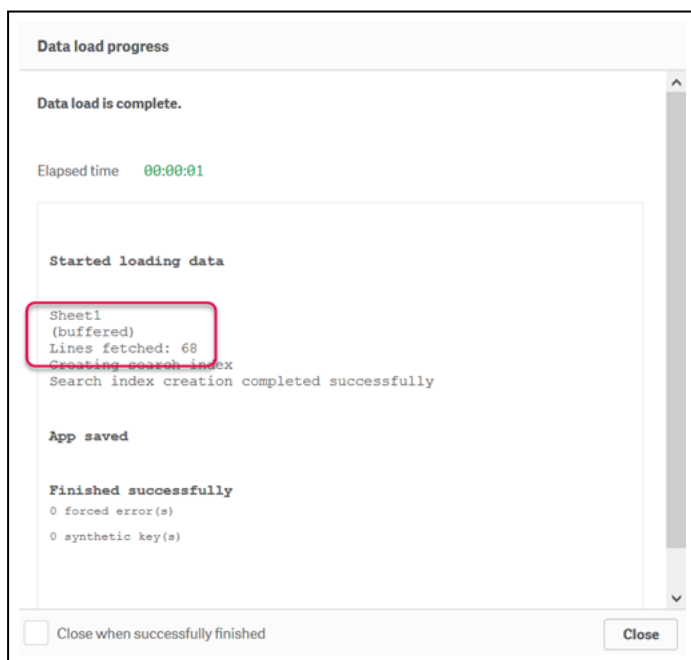 Data load progress
Data load is complete.
Elapsed time 00:00:01
Started loading data
Sheet1
(buffered)
Lines fetched: 68
Creating search index
Search index creation completed successfully
App saved
Finished successfully
0 forced error(s)
0 synthetic key(s)
Close when successfully finished
Close